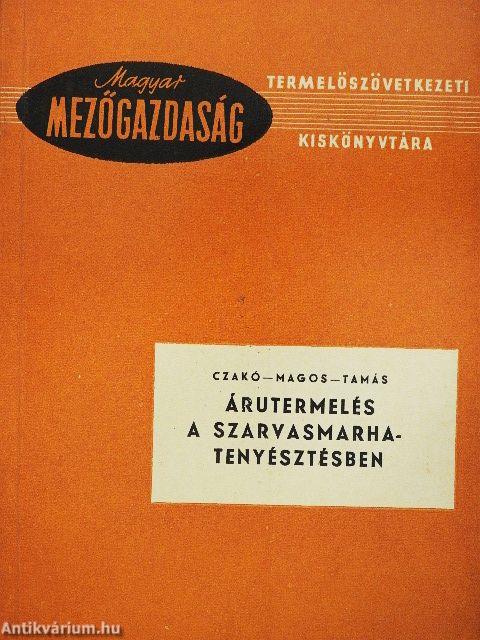 Magyar
MEZŐGAZDASÁG
TERMELŐSZÖVETKEZETI
KISKÖNYVTÁRA
CZAKÓ—MAGOS—TAMÁS
ÁRUTERMELÉS
A SZARVASMARHA-
TENYÉSZTÉSBEN
Antikvárium.hu